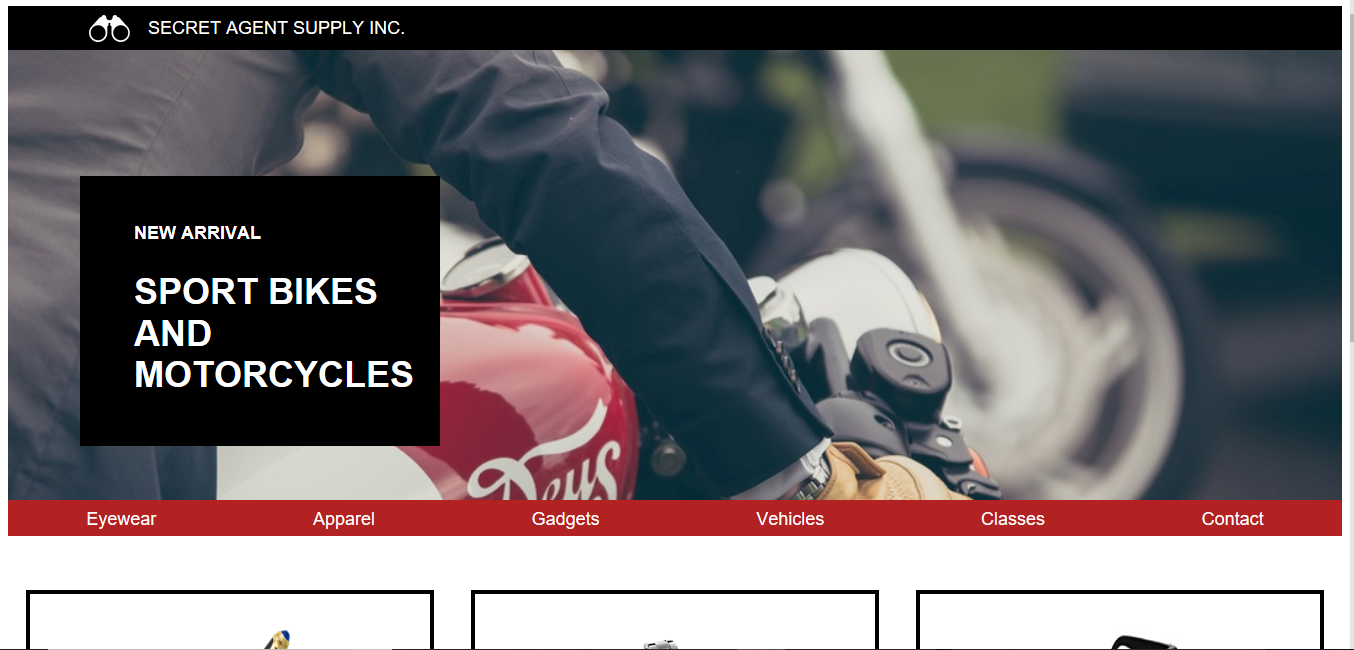 SECRET AGENT SUPPLY INC.
NEW ARRIVAL
SPORT BIKES
AND
MOTORCYCLES
Deus
Eyewear Apparel Gadgets Vehicles Classes Contact